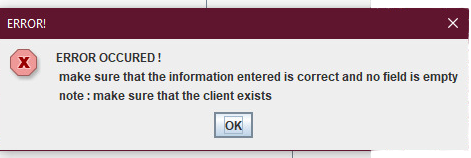 ERROR!
ERROR OCCURED !
make sure that the information entered is correct and no field is empty
note : make sure that the client exists
OK